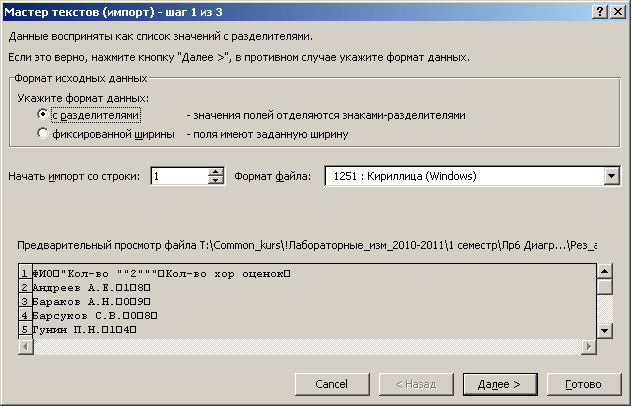 Мастер текстов (импорт) - шаг 1 из 3
Данные восприняты как список значений с разделителями.
Если это верно, нажмите кнопку "Далее >", в противном случае укажите формат данных.
Формат исходных данных
Укажите формат данных:
с разделителями - значения полей отделяются знаками-разделителями
фиксированной ширины - поля имеют заданную ширину
Начать импорт со строки: 1 Формат файла: 1251 : Кириллица (Windows)
Предварительный просмотр файла T:\Common_kurs\!Лабораторные_изм_2010-2011\1 семестр\Лр6 Диагр...\Рез_а
1 ФИО□"Кол-во ""2"""□Кол-во хор оценок□
2 Андреев А.Е.□1□8□
3 Бараков А.Н.□0□9□
4 Барсуков С.В.□0□8□
5 Гунин П.Н.□1□4□
Cancel < Назад Далее > Готово